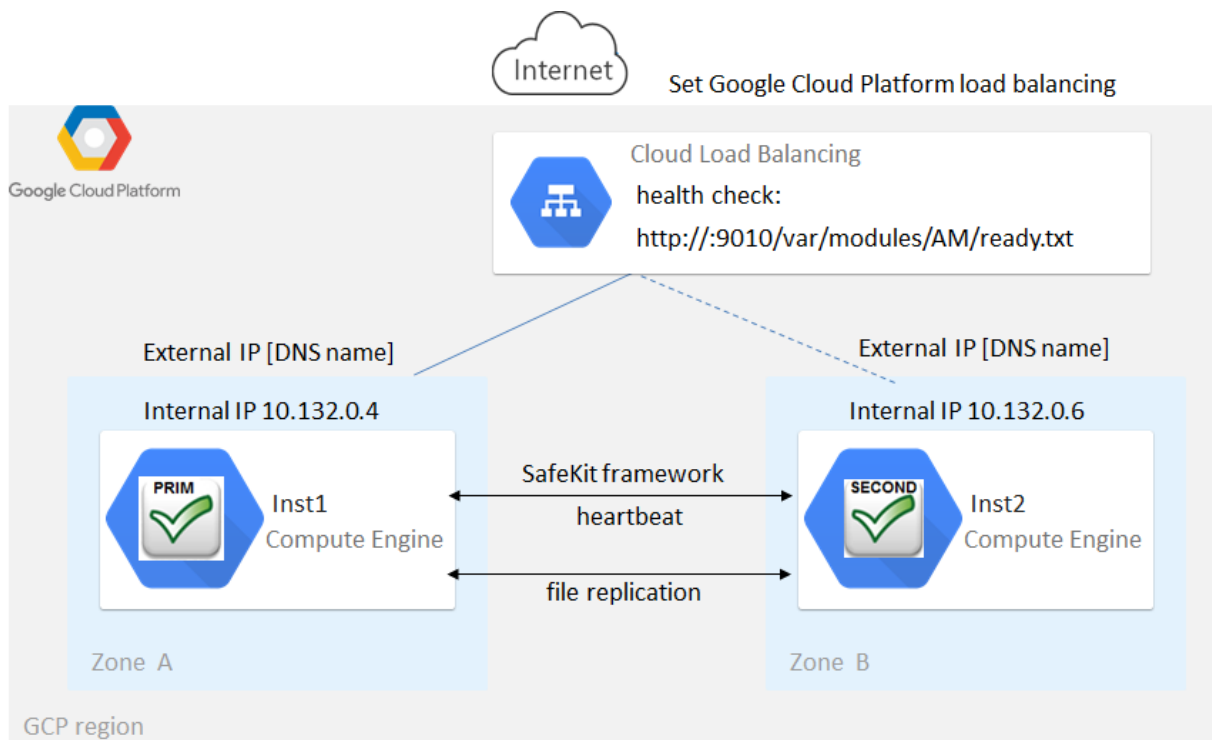 Internet
Set Google Cloud Platform load balancing
Google Cloud Platform
Cloud Load Balancing
health check:
http://:9010/var/modules/AM/ready.txt
External IP [DNS name]
External IP [DNS name]
Internal IP 10.132.0.4
Internal IP 10.132.0.6
PRIM
Inst1
Compute Engine
SafeKit framework
heartbeat
file replication
SECOND
Inst2
Compute Engine
Zone A
Zone B
GCP region